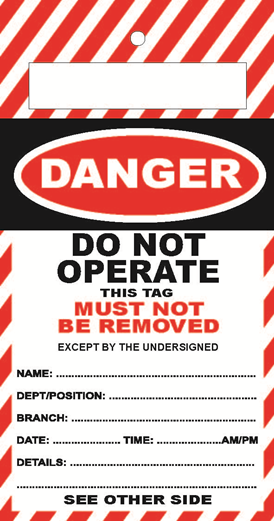 DANGER
DO NOT
OPERATE
THIS TAG
MUST NOT
BE REMOVED
EXCEPT BY THE UNDERSIGNED
NAME: ..........................................................
DEPT/POSITION: ...........................................
BRANCH: ......................................................
DATE: .................... TIME: ...................AM/PM
DETAILS: .....................................................
......................................................................
SEE OTHER SIDE